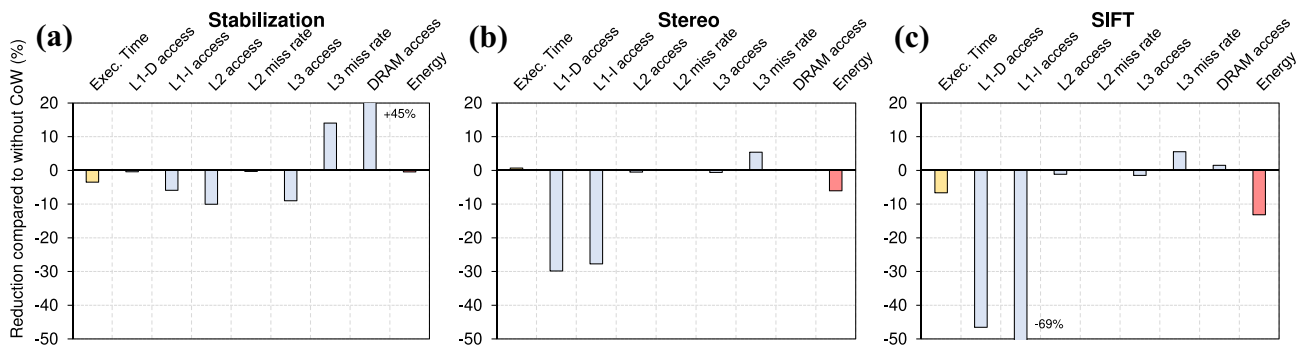 Stabilization
Stereo
SIFT
(a)
(b)
(c)
Exec. Time
L1-D access
L1-I access
L2 access
L2 miss rate
L3 access
L3 miss rate
DRAM access
Energy
Exec. Time
L1-D access
L1-I access
L2 access
L2 miss rate
L3 access
L3 miss rate
DRAM access
Energy
Exec. Time
L1-D access
L1-I access
L2 access
L2 miss rate
L3 access
L3 miss rate
DRAM access
Energy
Reduction compared to without CoW (%)
20
10
0
-10
-20
-30
-40
-50
+45%
20
10
0
-10
-20
-30
-40
-50
20
10
0
-10
-20
-30
-40
-50
-69%